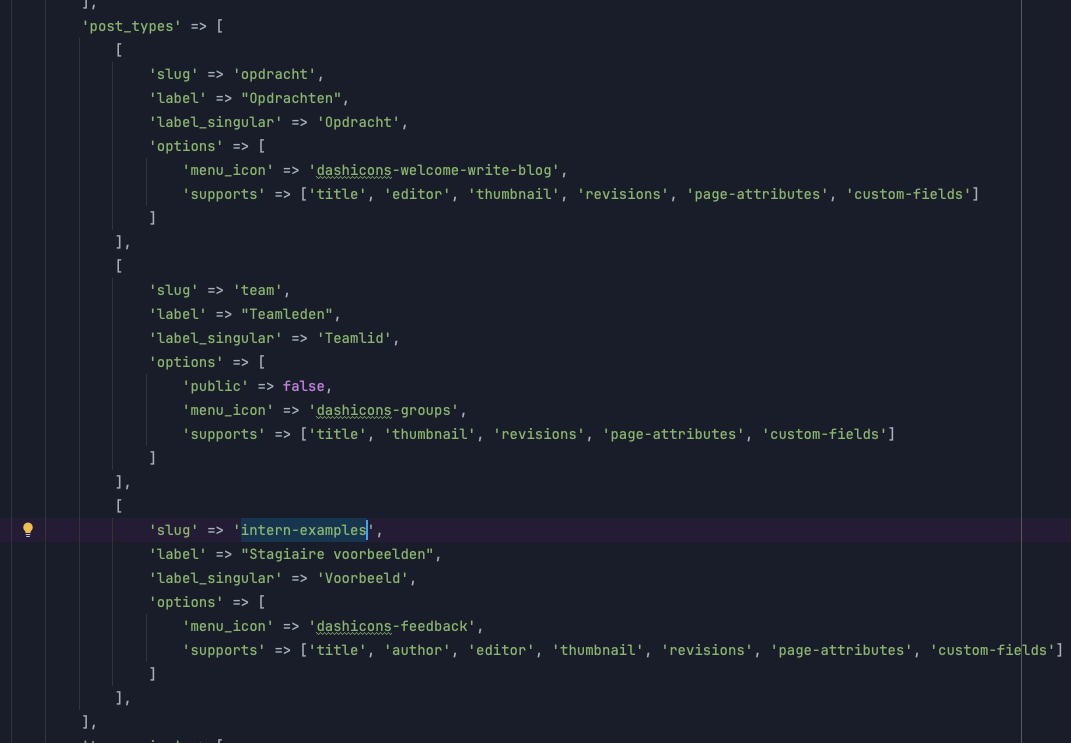 ],
'post_types' => [
[
'slug' => 'opdracht',
'label' => "Opdrachten",
'label_singular' => 'Opdracht',
'options' => [
'menu_icon' => 'dashicons-welcome-write-blog',
'supports' => ['title', 'editor', 'thumbnail', 'revisions', 'page-attributes', 'custom-fields']
]
],
[
'slug' => 'team',
'label' => "Teamleden",
'label_singular' => 'Teamlid',
'options' => [
'public' => false,
'menu_icon' => 'dashicons-groups',
'supports' => ['title', 'thumbnail', 'revisions', 'page-attributes', 'custom-fields']
]
],
[
'slug' => 'intern-examples',
'label' => "Stagiaire voorbeelden",
'label_singular' => 'Voorbeeld',
'options' => [
'menu_icon' => 'dashicons-feedback',
'supports' => ['title', 'author', 'editor', 'thumbnail', 'revisions', 'page-attributes', 'custom-fields']
]
],
],